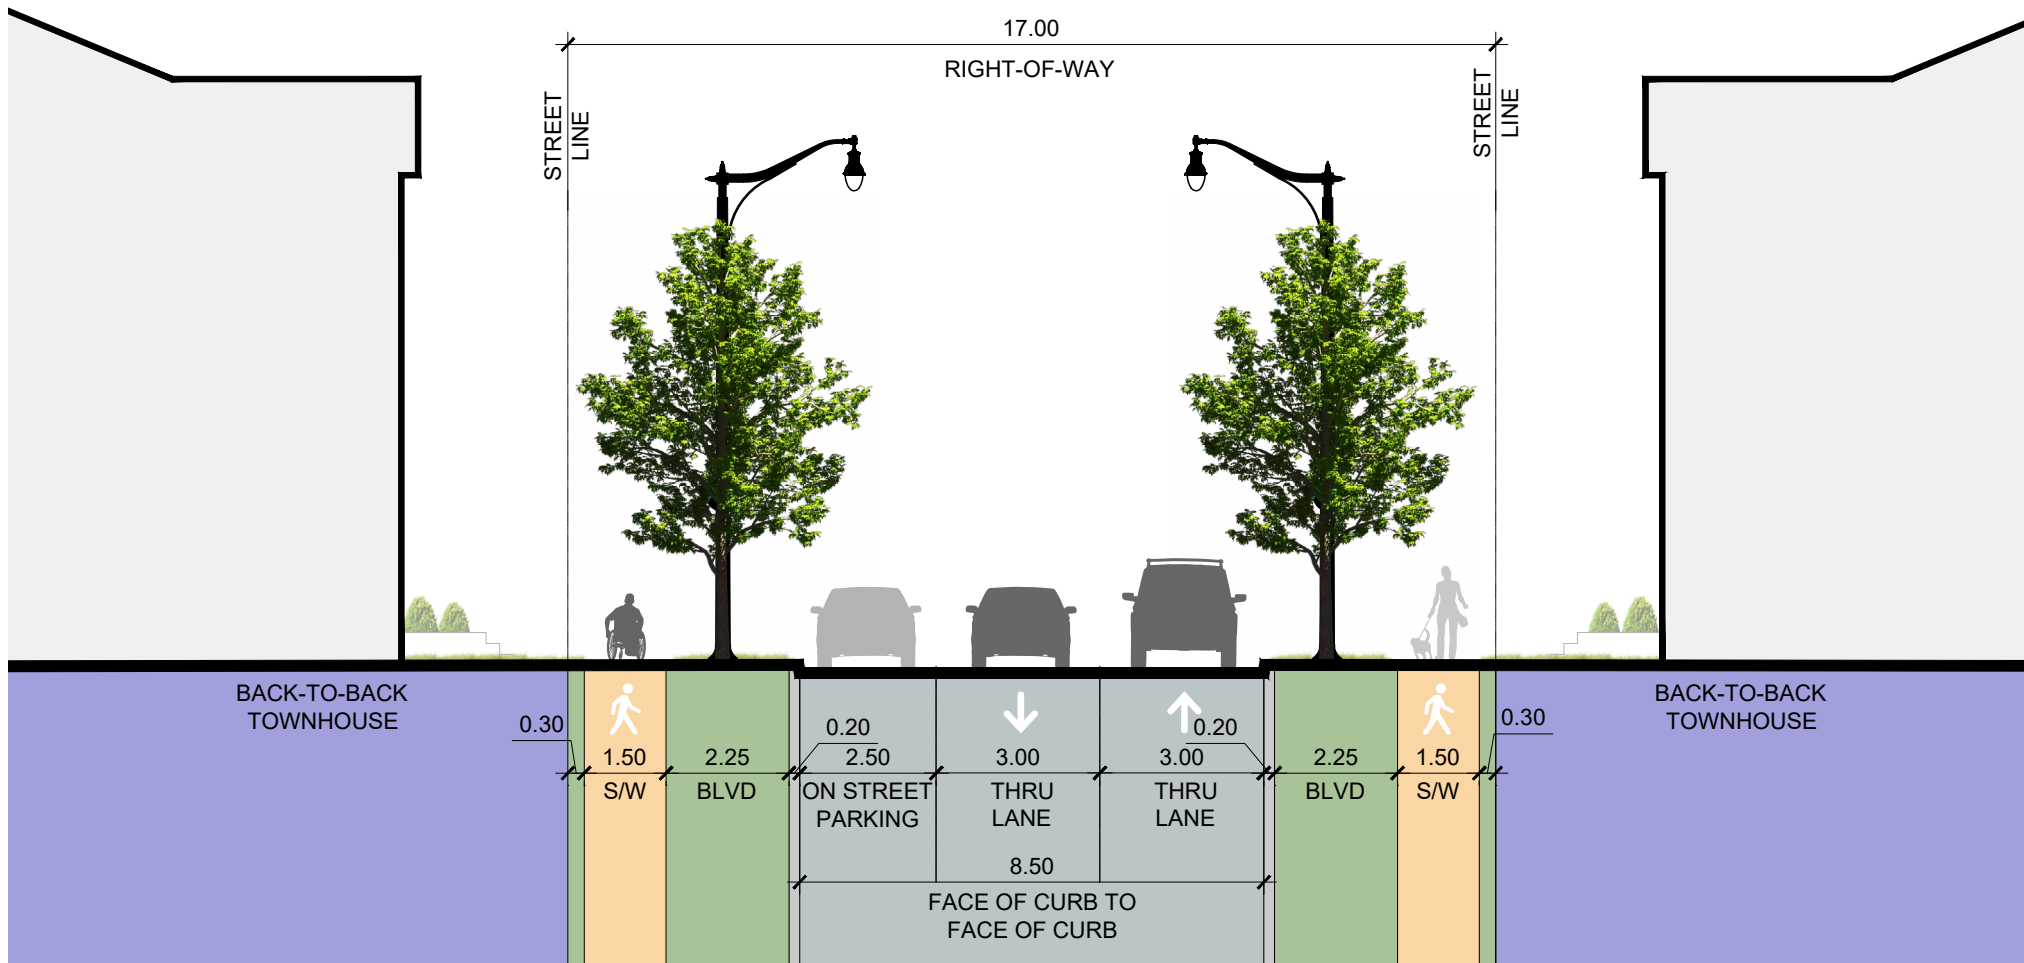 17.00
RIGHT-OF-WAY
STREET
LINE
STREET
LINE
BACK-TO-BACK
TOWNHOUSE
BACK-TO-BACK
TOWNHOUSE
0.30
0.20
0.20
0.30
1.50
2.25
2.50
3.00
3.00
2.25
1.50
S/W
BLVD
ON STREET
PARKING
THRU
LANE
THRU
LANE
BLVD
S/W
8.50
FACE OF CURB TO
FACE OF CURB